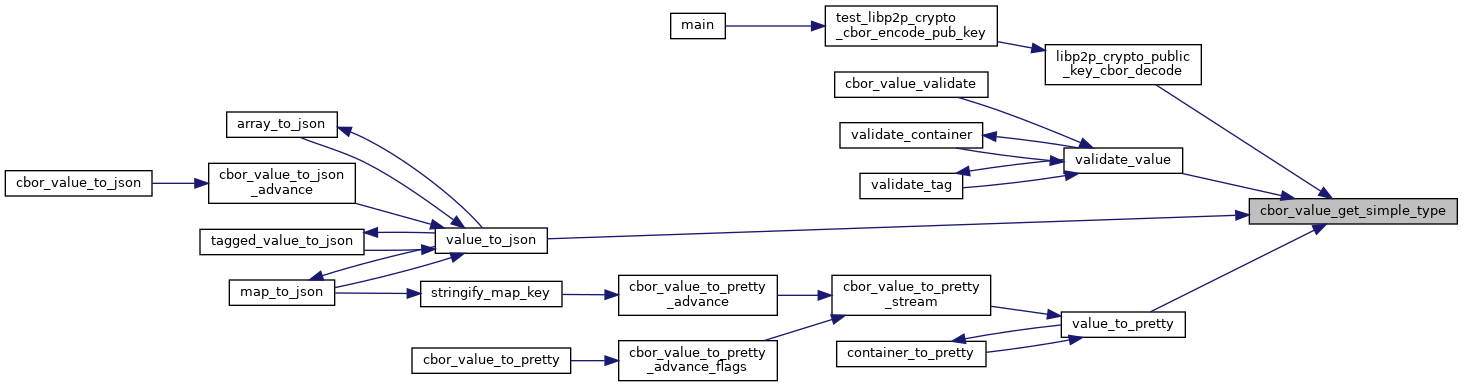 main
test_libp2p_crypto
_cbor_encode_pub_key
libp2p_crypto_public
_key_cbor_decode
cbor_value_validate
array_to_json
validate_container
validate_value
cbor_value_to_json
cbor_value_to_json
_advance
validate_tag
cbor_value_get_simple_type
tagged_value_to_json
value_to_json
map_to_json
stringify_map_key
cbor_value_to_pretty
_advance
cbor_value_to_pretty
_stream
value_to_pretty
cbor_value_to_pretty
cbor_value_to_pretty
_advance_flags
container_to_pretty